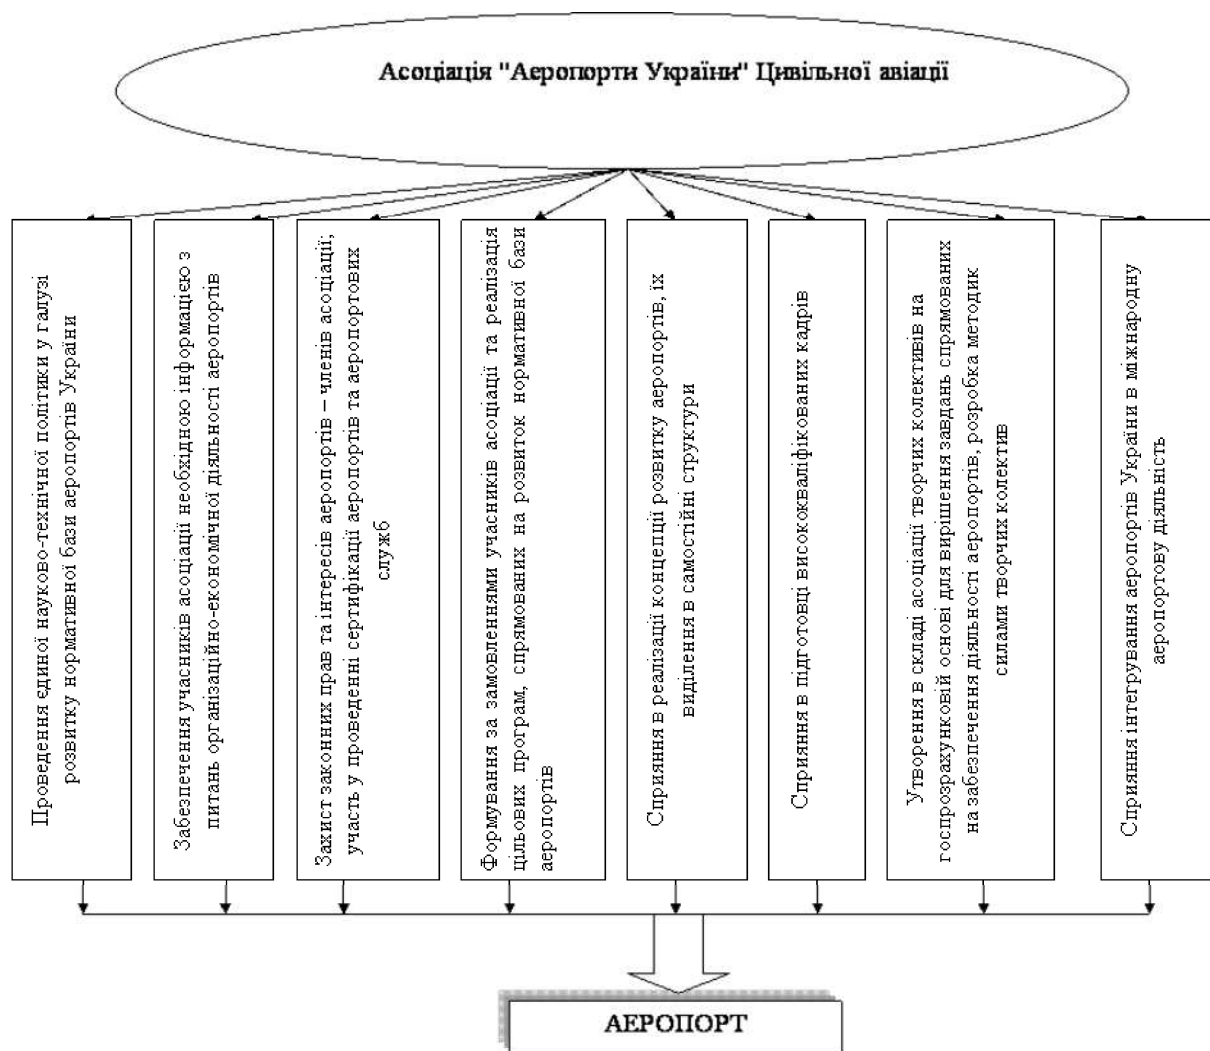 Асоціація "Аеропорти України" Цивільної авіації
Проведення єдиної науково-технічної політики у галузі
розвитку нормативної бази аеропортів України
Забезпечення учасників асоціації необхідною інформацією з
питань організаційно-економічної діяльності аеропортів
Захист законних прав та інтересів аеропортів – членів асоціації;
участь у проведенні сертифікації аеропортів та аеропортових
служб
Формування за замовленнями учасників асоціації та реалізація
цільових програм, спрямованих на розвиток нормативної бази
аеропортів
Сприяння в реалізації концепції розвитку аеропортів, їх
виділення в самостійні структури
Сприяння в підготовці висококваліфікованих кадрів
Утворення в складі асоціації творчих колективів на
госпрозрахунковій основі для вирішення завдань спрямованих
на забезпечення діяльності аеропортів, розробка методик
силами творчих колектив
Сприяння інтегрування аеропортів України в міжнародну
аеропортову діяльність
АЕРОПОРТ